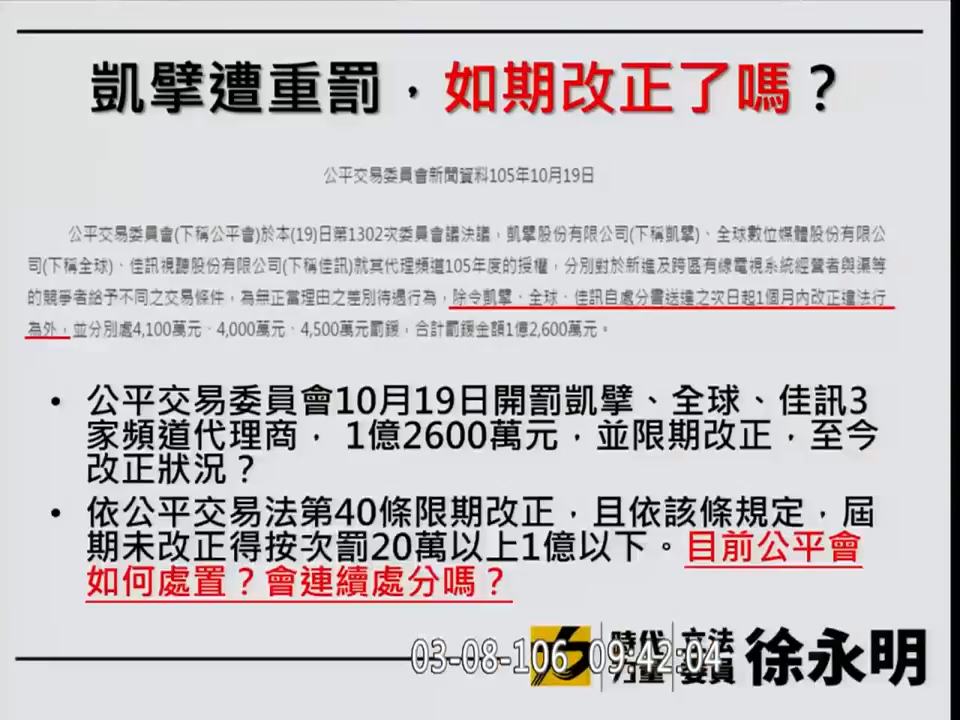 凱擘遭重罰，如期改正了嗎？
公平交易委員會新聞資料105年10月19日
公平交易委員會(下稱公平會)於本(19)日第1302次委員會議決議，凱擘股份有限公司(下稱凱擘)、全球數位媒體股份有限公
司(下稱全球)、佳訊視聽股份有限公司(下稱佳訊)就其代理頻道105年度的授權，分別對於新進及跨區有線電視系統經營者與渠等
的競爭者給予不同之交易條件，為無正當理由之差別待遇行為，除令凱擘、全球、佳訊自處分書送達之次日起1個月內改正違法行
為外，並分別處4,100萬元、4,000萬元、4,500萬元罰鍰，合計罰鍰金額1億2,600萬元。
• 公平交易委員會10月19日開罰凱擘、全球、佳訊3
家頻道代理商， 1億2600萬元，並限期改正，至今
改正狀況？
• 依公平交易法第40條限期改正，且依該條規定，屆
期未改正得按次罰20萬以上1億以下。目前公平會
如何處置？會連續處分嗎？
時代力量 立法委員 徐永明
03-08-106 09:42:04